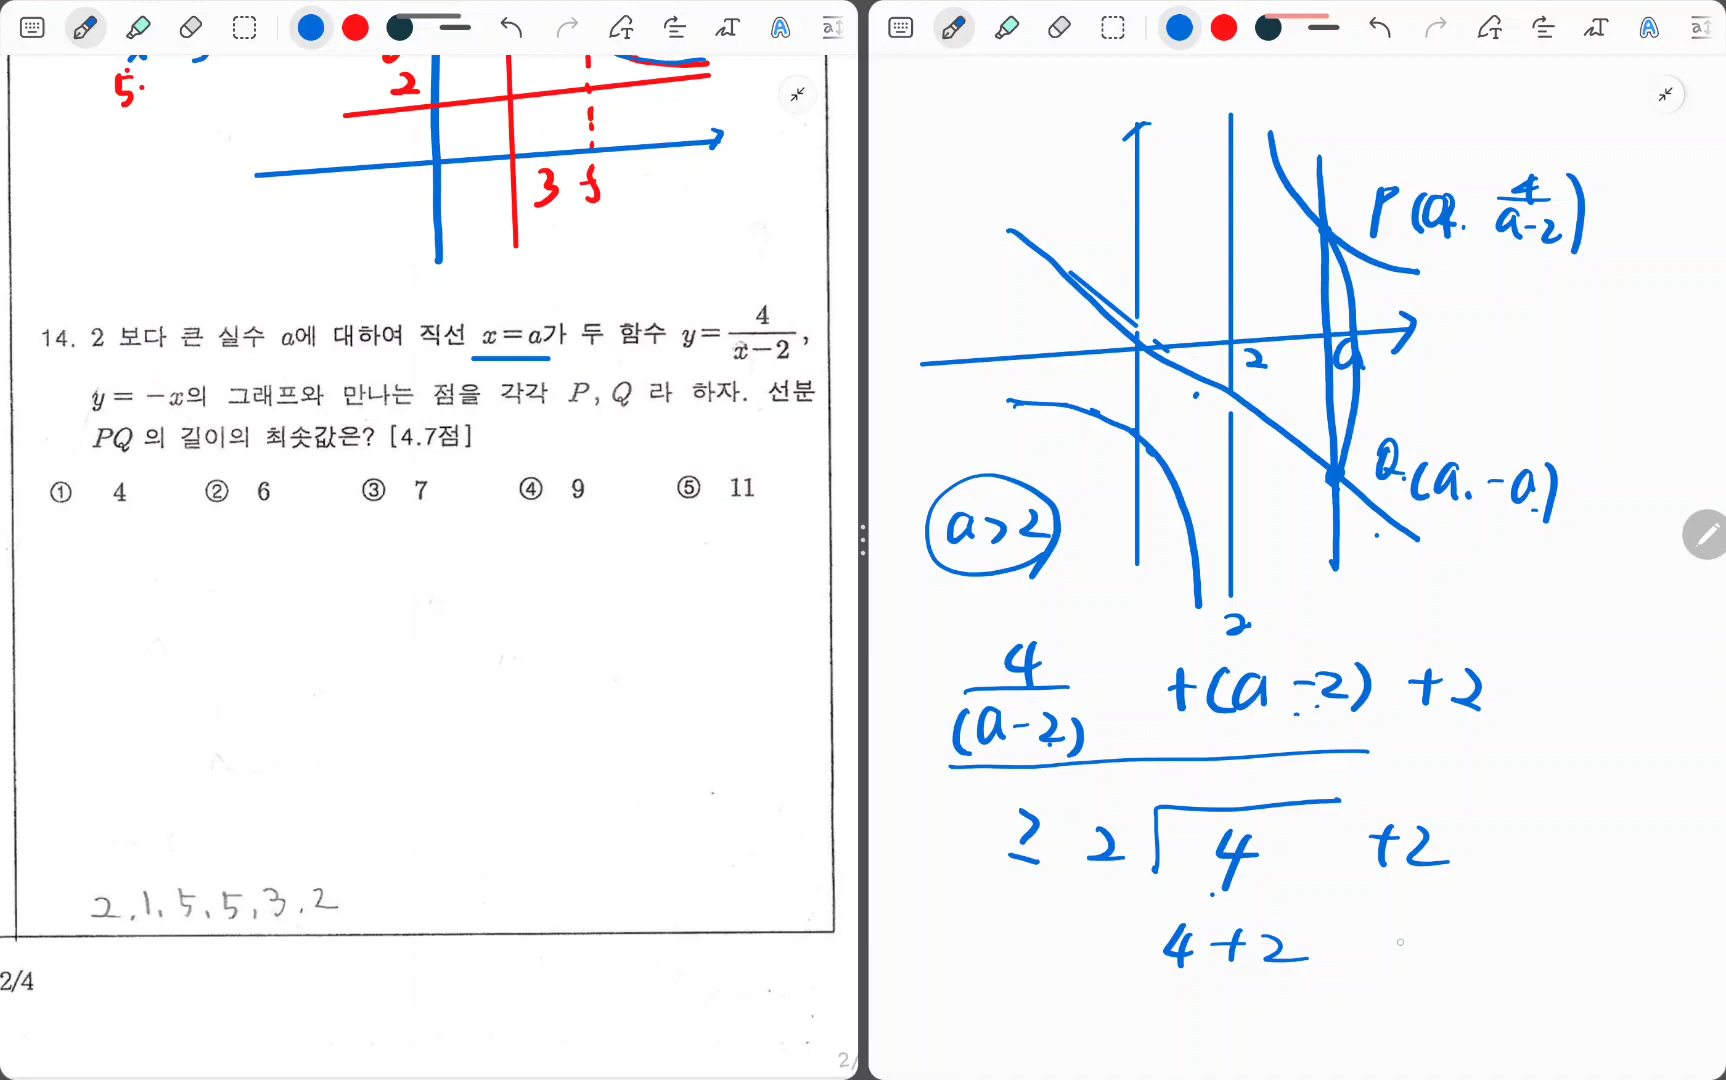 5.
2
3
14. 2 보다 큰 실수 a에 대하여 직선 x=a가 두 함수 y=4/(x-2),
y = -x의 그래프와 만나는 점을 각각 P, Q 라 하자. 선분
PQ 의 길이의 최솟값은? [4.7점]
① 4 ② 6 ③ 7 ④ 9 ⑤ 11
2, 1, 5, 5, 3, 2
2/4
P(a, 4/(a-2))
2
a
Q(a, -a)
a>2
2
4/(a-2) +(a-2) +2
≥ 2√4 +2
4+2